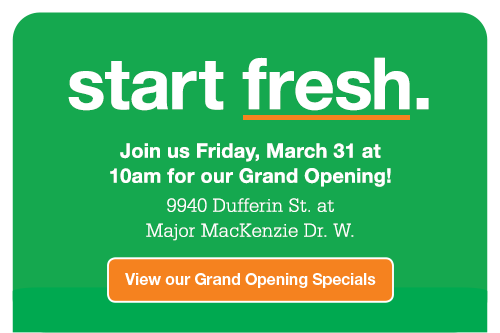 start fresh.
Join us Friday, March 31 at
10am for our Grand Opening!
9940 Dufferin St. at
Major MacKenzie Dr. W.
View our Grand Opening Specials